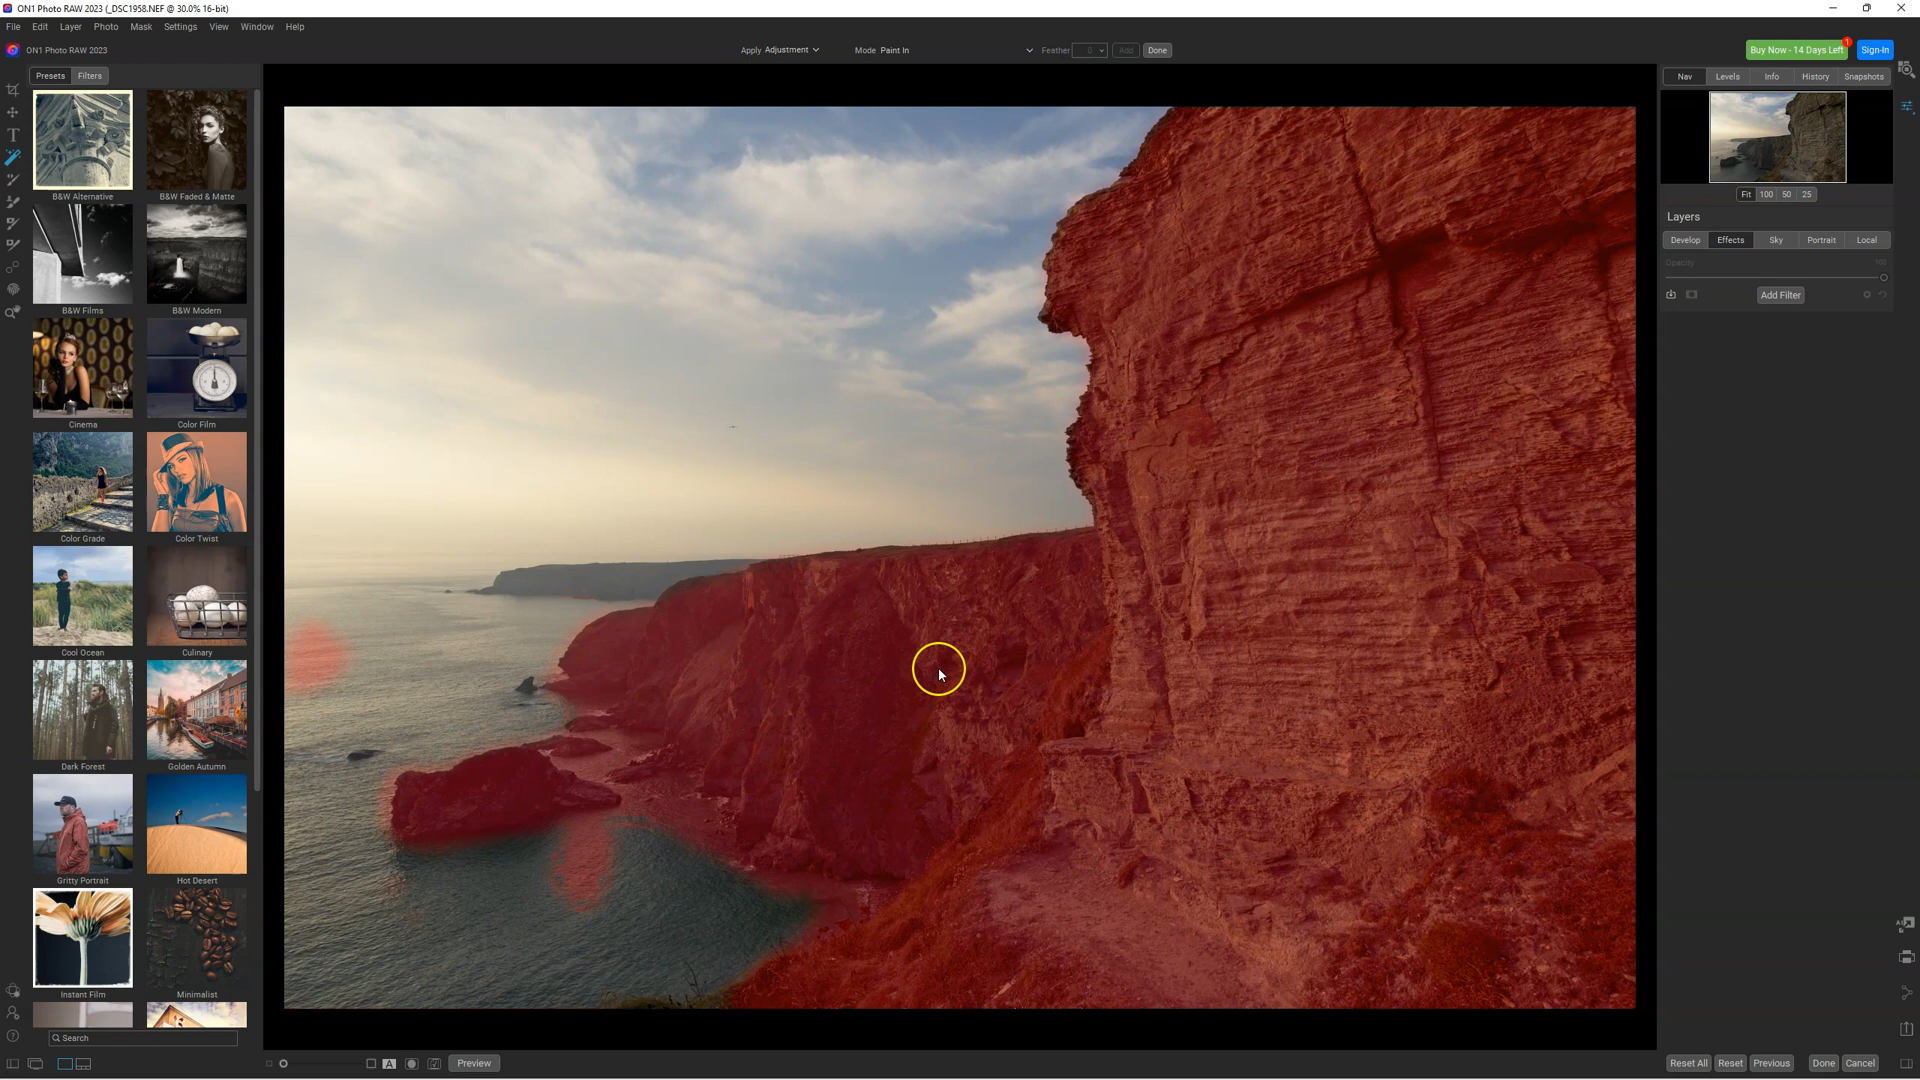 ON1 Photo RAW 2023 (_DSC1958.NEF @ 30.0% 16-bit)
File Edit Layer Photo Mask Settings View Window Help
ON1 Photo RAW 2023
Apply Adjustment Mode Paint In Feather 0 Add Done
Buy Now - 14 Days Left 1 Sign-In
Presets Filters
Nav Levels Info History Snapshots
B&W Alternative B&W Faded & Matte
Fit 100 50 25
Layers
Develop Effects Sky Portrait Local
Opacity 100
Add Filter
B&W Films B&W Modern
Cinema Color Film
Color Grade Color Twist
Cool Ocean Culinary
Dark Forest Golden Autumn
Gritty Portrait Hot Desert
Instant Film Minimalist
Search
A Preview
Reset All Reset Previous Done Cancel